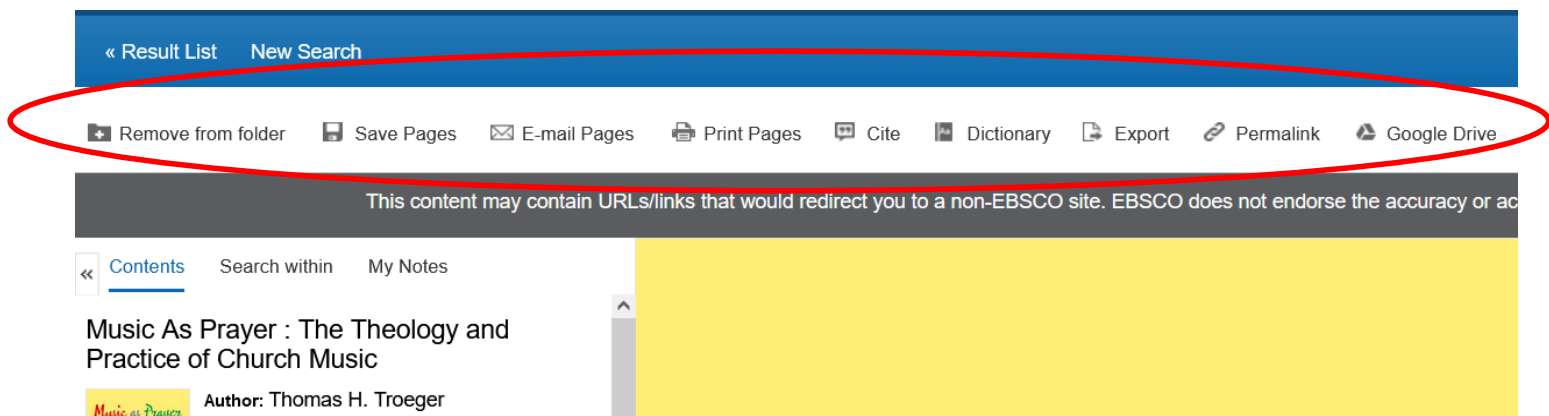 « Result List New Search
Remove from folder Save Pages E-mail Pages Print Pages Cite Dictionary Export Permalink Google Drive
This content may contain URLs/links that would redirect you to a non-EBSCO site. EBSCO does not endorse the accuracy or ac
« Contents Search within My Notes
Music As Prayer : The Theology and
Practice of Church Music
Author: Thomas H. Troeger
Music as Prayer